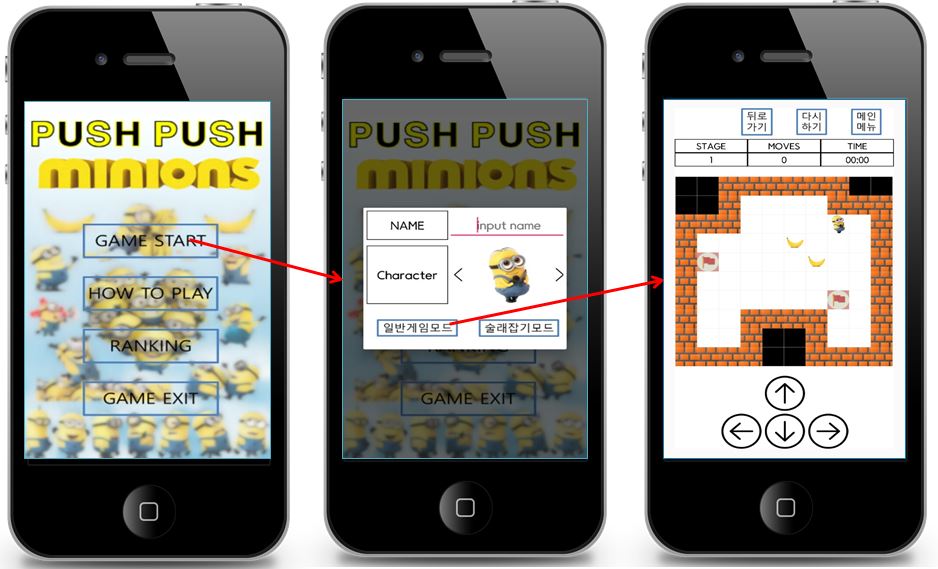 PUSH PUSH
minions
GAME START
HOW TO PLAY
RANKING
GAME EXIT
PUSH PUSH
minions
NAME
input name
Character
일반게임모드
술래잡기모드
RANKING
GAME EXIT
뒤로
가기
다시
하기
메인
메뉴
STAGE
MOVES
TIME
1
0
00:00